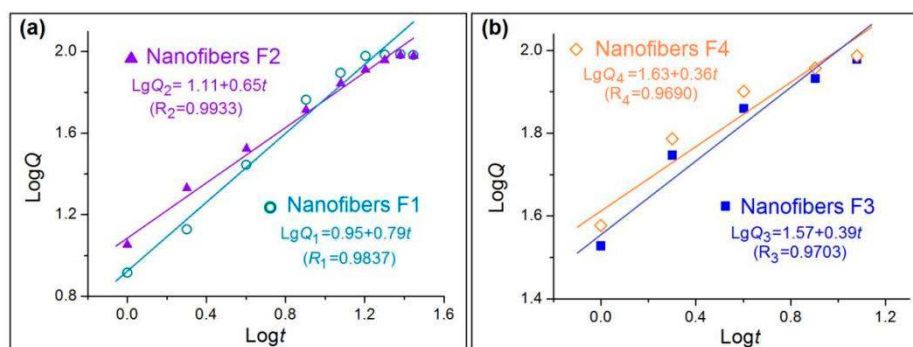 (a)
Nanofibers F2
LgQ₂= 1.11+0.65t
(R₂=0.9933)
Nanofibers F1
LgQ₁=0.95+0.79t
(R₁=0.9837)
LogQ
2.0
1.6
1.2
0.8
0.0
0.4
0.8
1.2
1.6
Logt
(b)
Nanofibers F4
LgQ₄=1.63+0.36t
(R₄=0.9690)
Nanofibers F3
LgQ₃=1.57+0.39t
(R₃=0.9703)
LogQ
2.0
1.8
1.6
1.4
0.0
0.4
0.8
1.2
Logt